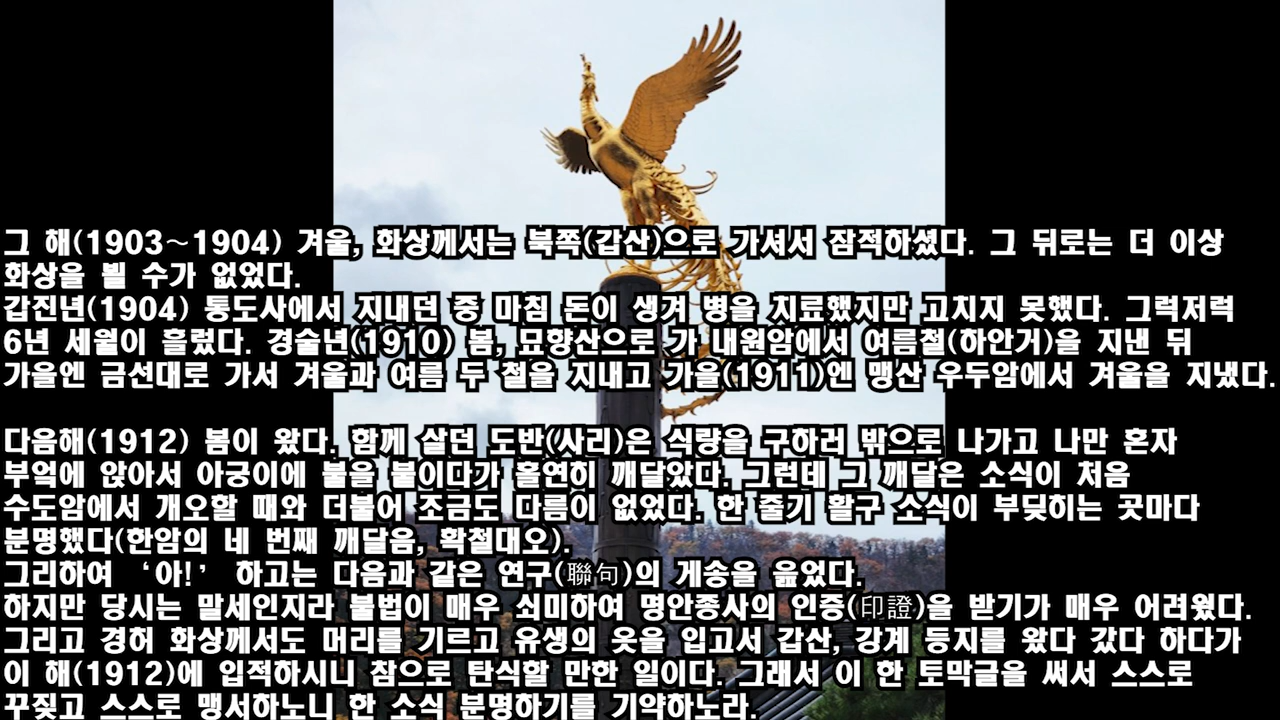 그 해(1903~1904) 겨울, 화상께서는 북쪽(갑산)으로 가셔서 잠적하셨다. 그 뒤로는 더 이상
화상을 뵐 수가 없었다.
갑진년(1904) 통도사에서 지내던 중 마침 돈이 생겨 병을 치료했지만 고치지 못했다. 그럭저럭
6년 세월이 흘렀다. 경술년(1910) 봄, 묘향산으로 가 내원암에서 여름철(하안거)을 지낸 뒤
가을엔 금선대로 가서 겨울과 여름 두 철을 지내고 가을(1911)엔 맹산 우두암에서 겨울을 지냈다.
다음해(1912) 봄이 왔다. 함께 살던 도반(사리)은 식량을 구하러 밖으로 나가고 나만 혼자
부엌에 앉아서 아궁이에 불을 붙이다가 홀연히 깨달았다. 그런데 그 깨달은 소식이 처음
수도암에서 개오할 때와 더불어 조금도 다름이 없었다. 한 줄기 활구 소식이 부딪히는 곳마다
분명했다(한암의 네 번째 깨달음, 확철대오).
그리하여 ‘아!’ 하고는 다음과 같은 연구(聯句)의 게송을 읊었다.
하지만 당시는 말세인지라 불법이 매우 쇠미하여 명안종사의 인증(印證)을 받기가 매우 어려웠다.
그리고 경허 화상께서도 머리를 기르고 유생의 옷을 입고서 갑산, 강계 등지를 왔다 갔다 하다가
이 해(1912)에 입적하시니 참으로 탄식할 만한 일이다. 그래서 이 한 토막글을 써서 스스로
꾸짖고 스스로 맹서하노니 한 소식 분명하기를 기약하노라.